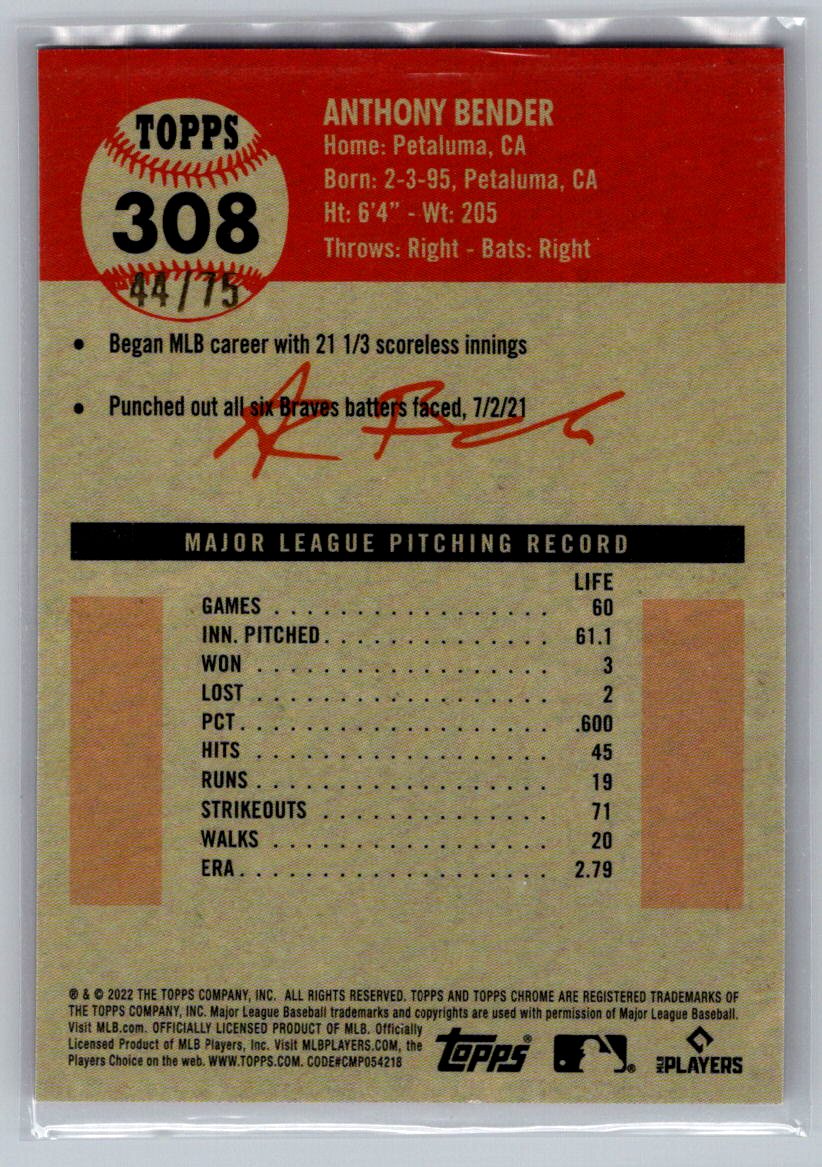 TOPPS
308
44/75
ANTHONY BENDER
Home: Petaluma, CA
Born: 2-3-95, Petaluma, CA
Ht: 6'4" - Wt: 205
Throws: Right - Bats: Right
• Began MLB career with 21 1/3 scoreless innings
• Punched out all six Braves batters faced, 7/2/21
MAJOR LEAGUE PITCHING RECORD
LIFE
GAMES . . . . . . . . . . . . . . . . . . 60
INN. PITCHED. . . . . . . . . . . . . . . 61.1
WON . . . . . . . . . . . . . . . . . . . 3
LOST . . . . . . . . . . . . . . . . . . . 2
PCT. . . . . . . . . . . . . . . . . . . . .600
HITS . . . . . . . . . . . . . . . . . . . 45
RUNS. . . . . . . . . . . . . . . . . . . . 19
STRIKEOUTS . . . . . . . . . . . . . . . 71
WALKS . . . . . . . . . . . . . . . . . . 20
ERA. . . . . . . . . . . . . . . . . . . . 2.79
® & © 2022 THE TOPPS COMPANY, INC. ALL RIGHTS RESERVED. TOPPS AND TOPPS CHROME ARE REGISTERED TRADEMARKS OF
THE TOPPS COMPANY, INC. Major League Baseball trademarks and copyrights are used with permission of Major League Baseball.
Visit MLB.com. OFFICIALLY LICENSED PRODUCT OF MLB. Officially
Licensed Product of MLB Players, Inc. Visit MLBPLAYERS.COM, the
Players Choice on the web. WWW.TOPPS.COM. CODE#CMP054218
topps®
®
MLB PLAYERS